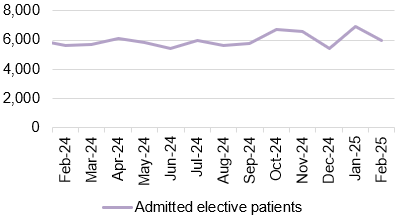 8,000
6,000
4,000
2,000
0
Feb-24
Mar-24
Apr-24
May-24
Jun-24
Jul-24
Aug-24
Sep-24
Oct-24
Nov-24
Dec-24
Jan-25
Feb-25
Admitted elective patients